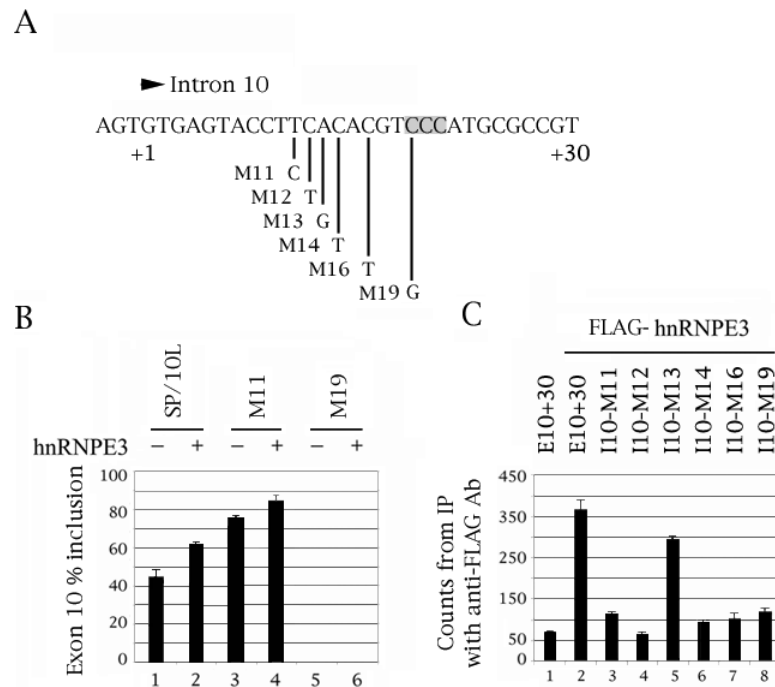 A
Intron 10
AGTGTGAGTACCTTCACACGTCCCATGCGCCGT
+1
+30
M11 C
M12 T
M13 G
M14 T
M16 T
M19 G
B
SP/10L
M11
M19
hnRNPE3 – + – + – +
Exon 10 % inclusion
100
80
60
40
20
0
1 2 3 4 5 6
C
FLAG- hnRNPE3
E10+30
E10+30
I10-M11
I10-M12
I10-M13
I10-M14
I10-M16
I10-M19
Counts from IP
with anti-FLAG Ab
450
350
250
100
50
1 2 3 4 5 6 7 8